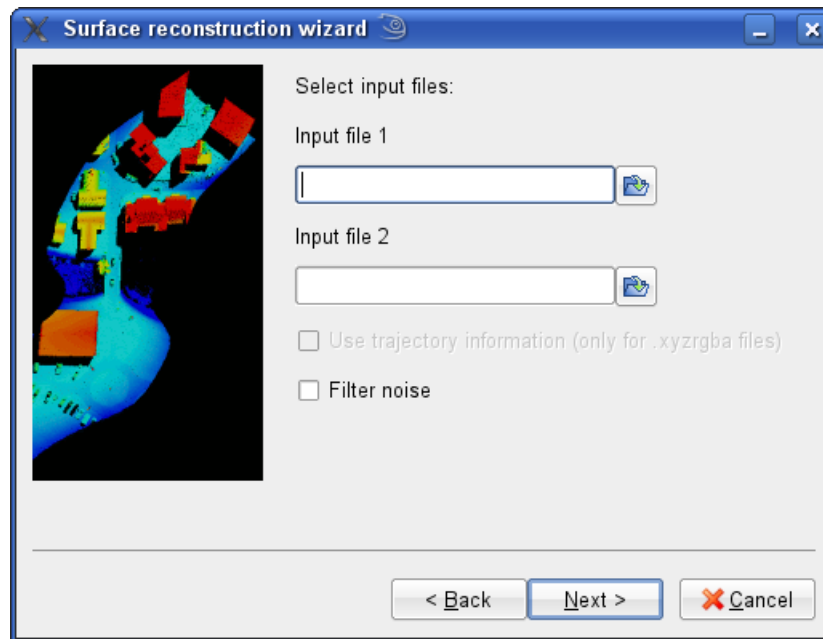 Surface reconstruction wizard
Select input files:
Input file 1
Input file 2
Use trajectory information (only for .xyzrgba files)
Filter noise
< Back
Next >
Cancel